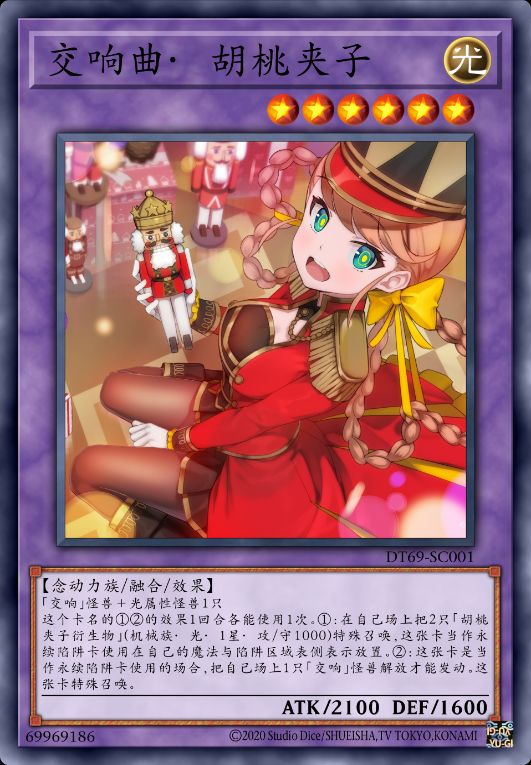 交响曲· 胡桃夹子
光
DT69-SC001
【念动力族/融合/效果】
「交响」怪兽＋光属性怪兽1只
这个卡名的①②的效果1回合各能使用1次。①:在自己场上把2只「胡桃
夹子衍生物」(机械族·光·1星·攻/守1000)特殊召唤,这张卡当作永
续陷阱卡使用在自己的魔法与陷阱区域表侧表示放置。②:这张卡是当
作永续陷阱卡使用的场合,把自己场上1只「交响」怪兽解放才能发动。这
张卡特殊召唤。
ATK/2100 DEF/1600
69969186
©2020 Studio Dice/SHUEISHA,TV TOKYO,KONAMI